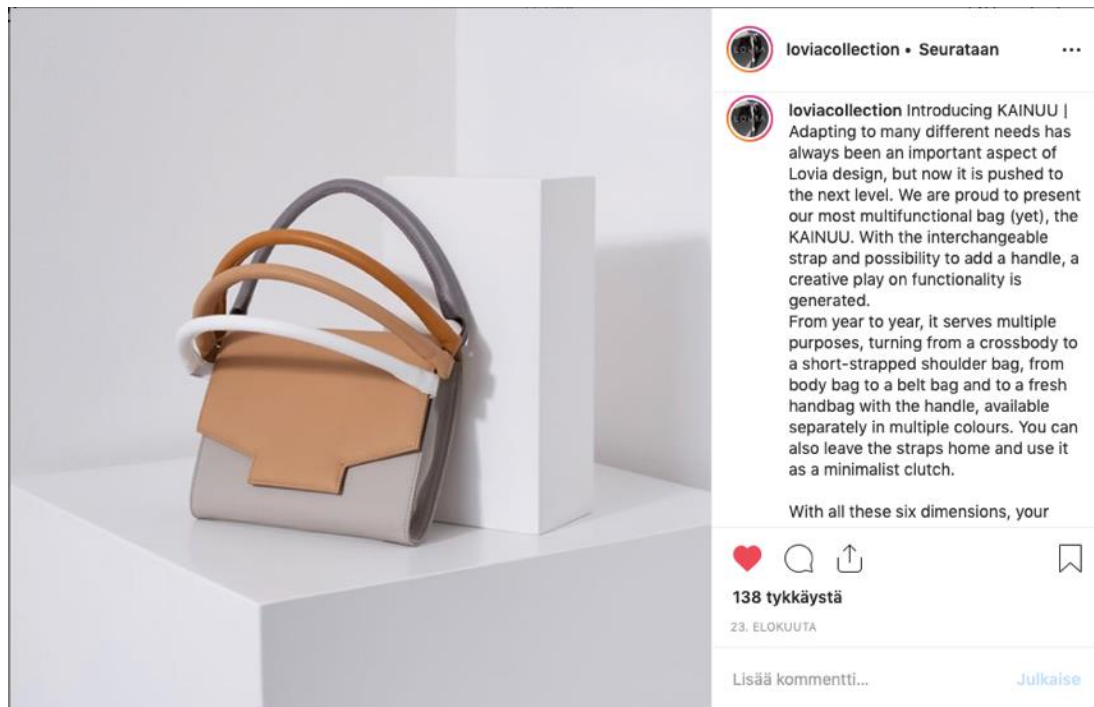 loviacollection • Seurataan
loviacollection Introducing KAINUU |
Adapting to many different needs has
always been an important aspect of
Lovia design, but now it is pushed to
the next level. We are proud to present
our most multifunctional bag (yet), the
KAINUU. With the interchangeable
strap and possibility to add a handle, a
creative play on functionality is
generated.
From year to year, it serves multiple
purposes, turning from a crossbody to
a short-strapped shoulder bag, from
body bag to a belt bag and to a fresh
handbag with the handle, available
separately in multiple colours. You can
also leave the straps home and use it
as a minimalist clutch.
With all these six dimensions, your
138 tykkäystä
23. ELOKUUTA
Lisää kommentti... Julkaise